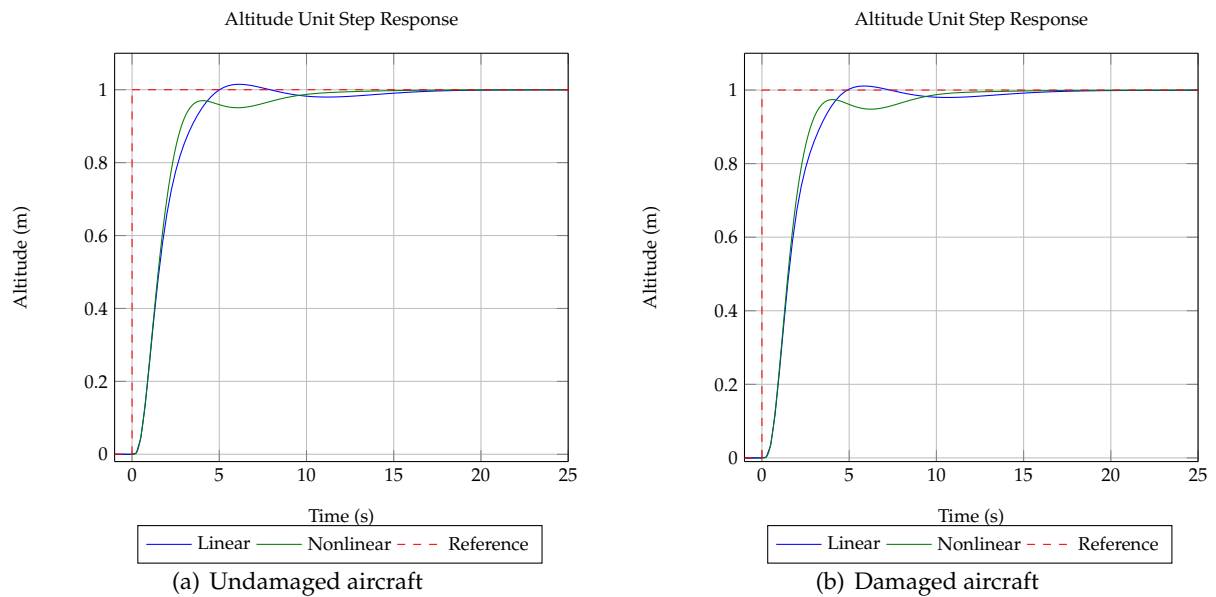 Altitude Unit Step Response
1
0.8
0.6
0.4
0.2
0
Altitude (m)
0 5 10 15 20 25
Time (s)
Linear Nonlinear Reference
(a) Undamaged aircraft
Altitude Unit Step Response
1
0.8
0.6
0.4
0.2
0
Altitude (m)
0 5 10 15 20 25
Time (s)
Linear Nonlinear Reference
(b) Damaged aircraft